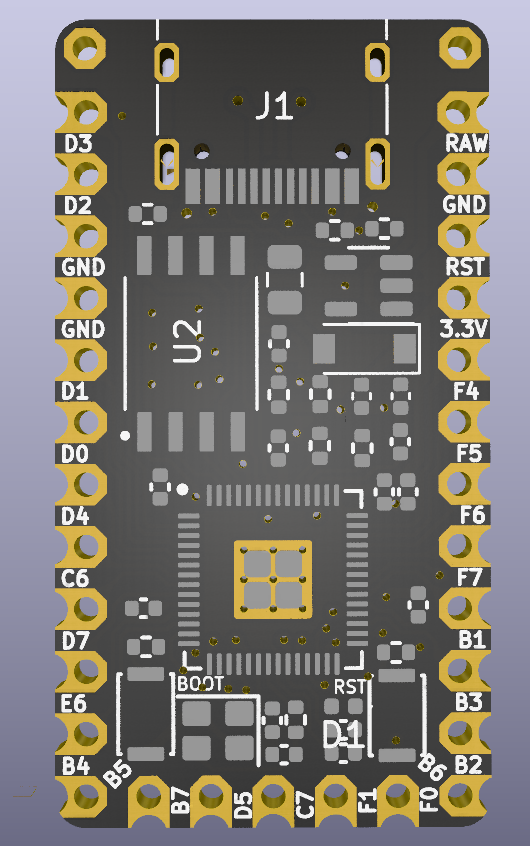 J1
D3
RAW
D2
GND
GND
RST
GND
3.3V
U2
D1
F4
D0
F5
D4
F6
C6
F7
D7
B1
BOOT
RST
E6
B3
D1
B4
B2
B5
B6
B7
D5
C7
F1
F0